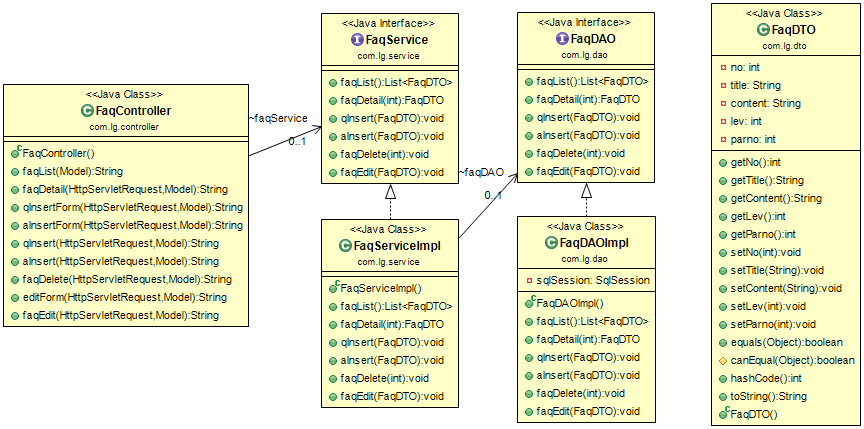 <<Java Class>>
FaqController
com.lg.controller
FaqController()
faqList(Model):String
faqDetail(HttpServletRequest,Model):String
qInsertForm(HttpServletRequest,Model):String
aInsertForm(HttpServletRequest,Model):String
qInsert(HttpServletRequest,Model):String
aInsert(HttpServletRequest,Model):String
faqDelete(HttpServletRequest,Model):String
editForm(HttpServletRequest,Model):String
faqEdit(HttpServletRequest,Model):String
~faqService
0..1
<<Java Interface>>
FaqService
com.lg.service
faqList():List<FaqDTO>
faqDetail(int):FaqDTO
qInsert(FaqDTO):void
aInsert(FaqDTO):void
faqDelete(int):void
faqEdit(FaqDTO):void
<<Java Class>>
FaqServiceImpl
com.lg.service
FaqServiceImpl()
faqList():List<FaqDTO>
faqDetail(int):FaqDTO
qInsert(FaqDTO):void
aInsert(FaqDTO):void
faqDelete(int):void
faqEdit(FaqDTO):void
~faqDAO
0..1
<<Java Interface>>
FaqDAO
com.lg.dao
faqList():List<FaqDTO>
faqDetail(int):FaqDTO
qInsert(FaqDTO):void
aInsert(FaqDTO):void
faqDelete(int):void
faqEdit(FaqDTO):void
<<Java Class>>
FaqDAOImpl
com.lg.dao
sqlSession: SqlSession
FaqDAOImpl()
faqList():List<FaqDTO>
faqDetail(int):FaqDTO
qInsert(FaqDTO):void
aInsert(FaqDTO):void
faqDelete(int):void
faqEdit(FaqDTO):void
<<Java Class>>
FaqDTO
com.lg.dto
no: int
title: String
content: String
lev: int
parno: int
getNo():int
getTitle():String
getContent():String
getLev():int
getParno():int
setNo(int):void
setTitle(String):void
setContent(String):void
setLev(int):void
setParno(int):void
equals(Object):boolean
canEqual(Object):boolean
hashCode():int
toString():String
FaqDTO()